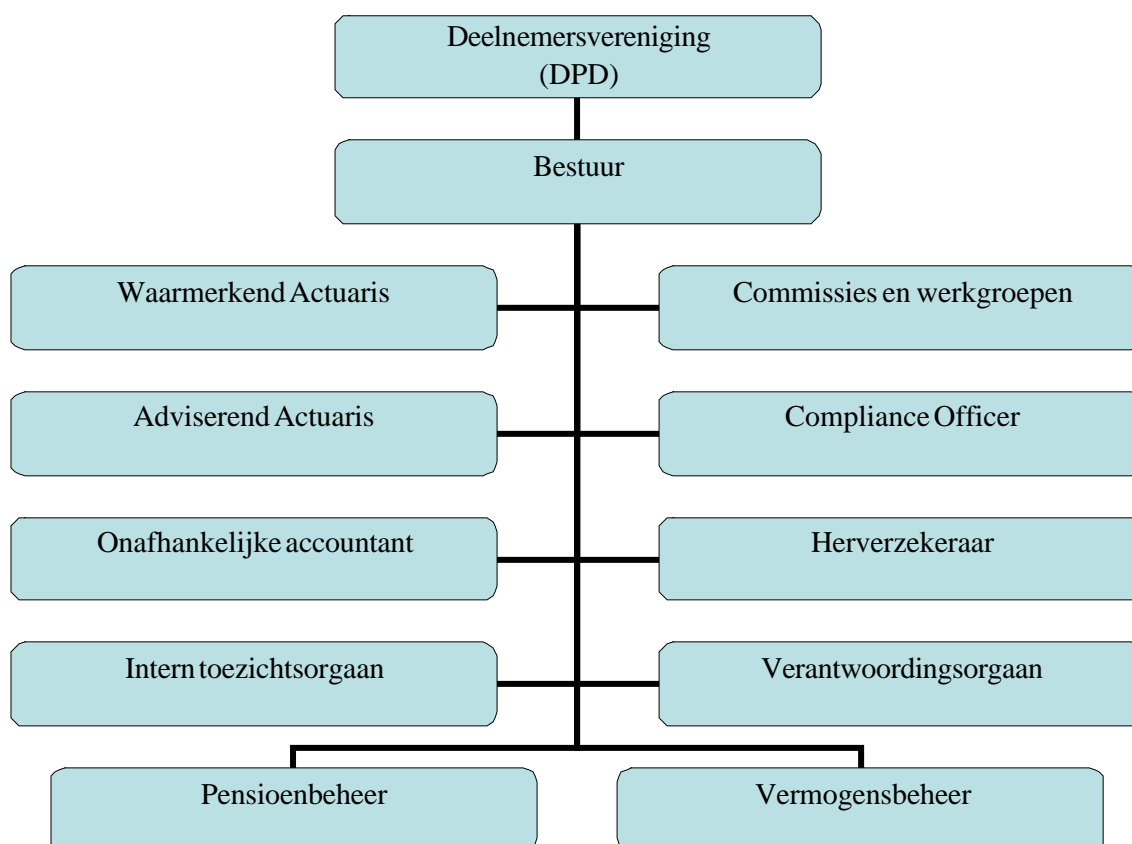 Deelnemersvereniging
(DPD)
Bestuur
Waarmerkend Actuaris
Commissies en werkgroepen
Adviserend Actuaris
Compliance Officer
Onafhankelijke accountant
Herverzekeraar
Intern toezichtsorgaan
Verantwoordingsorgaan
Pensioenbeheer
Vermogensbeheer